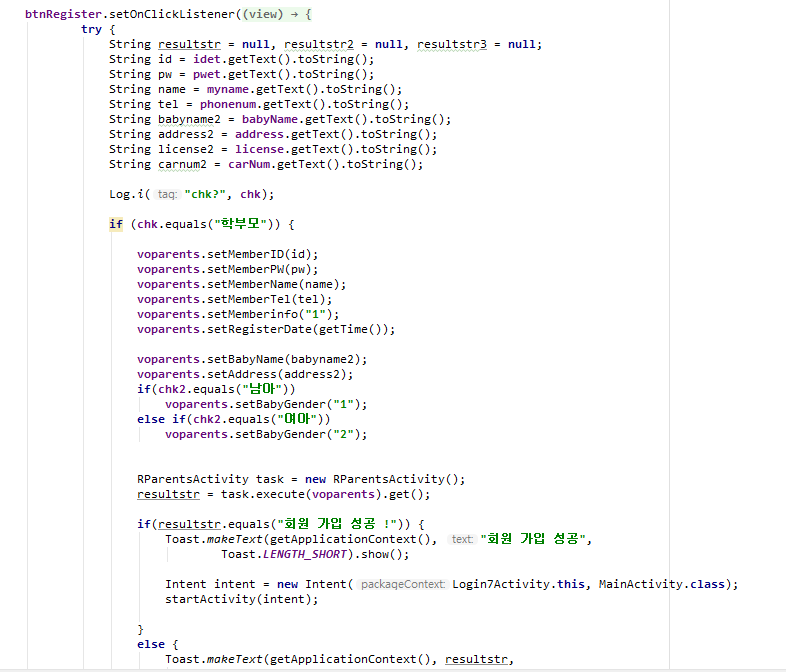 btnRegister.setOnClickListener((view) → {
try {
String resultstr = null, resultstr2 = null, resultstr3 = null;
String id = idet.getText().toString();
String pw = pwet.getText().toString();
String name = myname.getText().toString();
String tel = phonenum.getText().toString();
String babyname2 = babyName.getText().toString();
String address2 = address.getText().toString();
String license2 = license.getText().toString();
String carnum2 = carNum.getText().toString();
Log.i( tag: "chk?", chk);
if (chk.equals("학부모")) {
voparents.setMemberID(id);
voparents.setMemberPW(pw);
voparents.setMemberName(name);
voparents.setMemberTel(tel);
voparents.setMemberinfo("1");
voparents.setRegisterDate(getTime());
voparents.setBabyName(babyname2);
voparents.setAddress(address2);
if(chk2.equals("남아"))
voparents.setBabyGender("1");
else if(chk2.equals("여아"))
voparents.setBabyGender("2");
RParentsActivity task = new RParentsActivity();
resultstr = task.execute(voparents).get();
if(resultstr.equals("회원 가입 성공 !")) {
Toast.makeText(getApplicationContext(), text: "회원 가입 성공",
Toast.LENGTH_SHORT).show();
Intent intent = new Intent( packageContext: Login7Activity.this, MainActivity.class);
startActivity(intent);
}
else {
Toast.makeText(getApplicationContext(), resultstr,